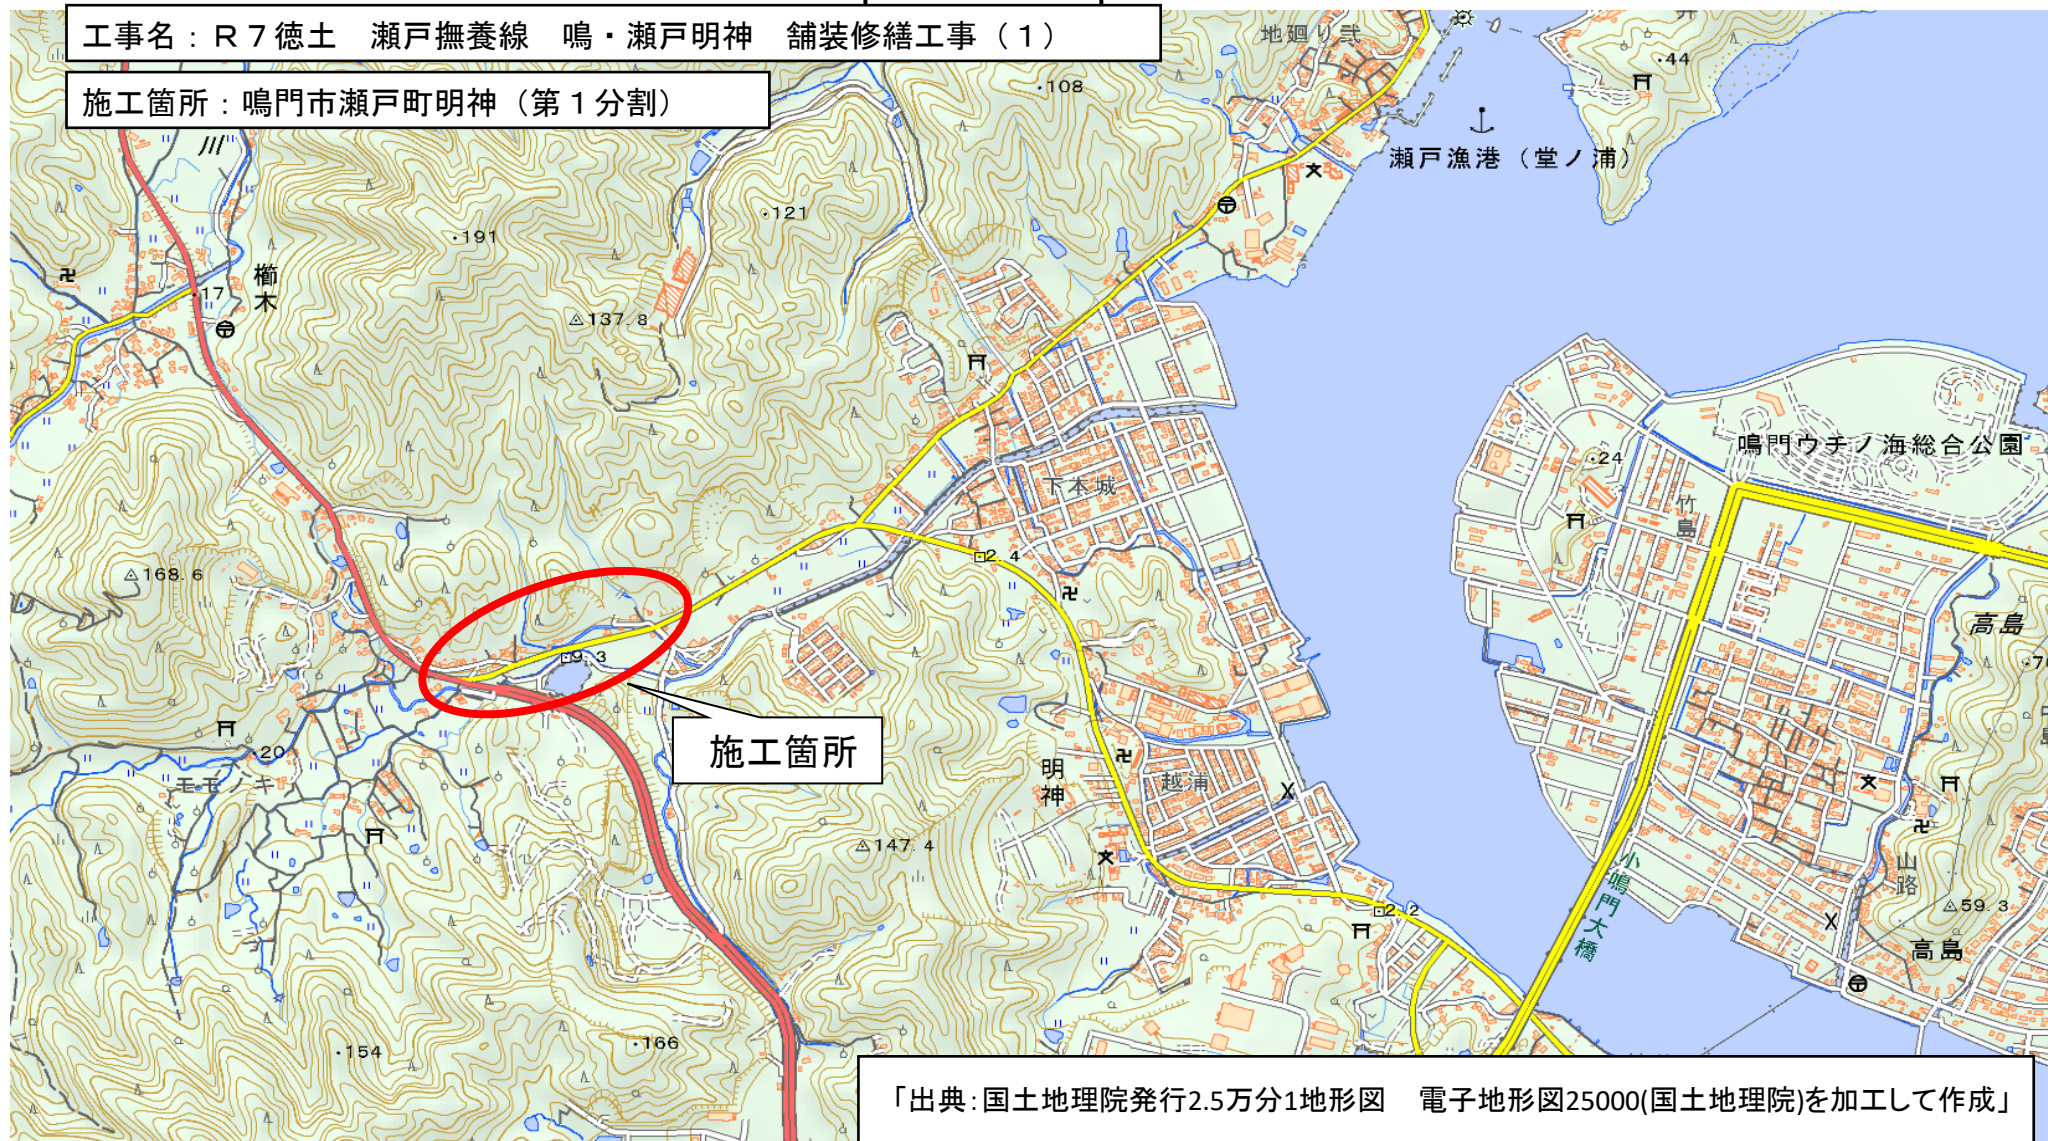 工事名：Ｒ７徳土　瀬戸撫養線　鳴・瀬戸明神　舗装修繕工事（１）
施工箇所：鳴門市瀬戸町明神（第１分割）
地廻り弐
・44
・108
川
瀬戸漁港（堂ノ浦）
・121
・191
櫛木
・17
137.8
鳴門ウチノ海総合公園
・24
下本城
竹島
2.4
168.6
高島
9.3
施工箇所
・20
モモノキ
明神
越浦
147.4
小鳴門大橋
山路
59.3
2.2
高島
・154
・166
「出典：国土地理院発行2.5万分1地形図　電子地形図25000(国土地理院)を加工して作成」